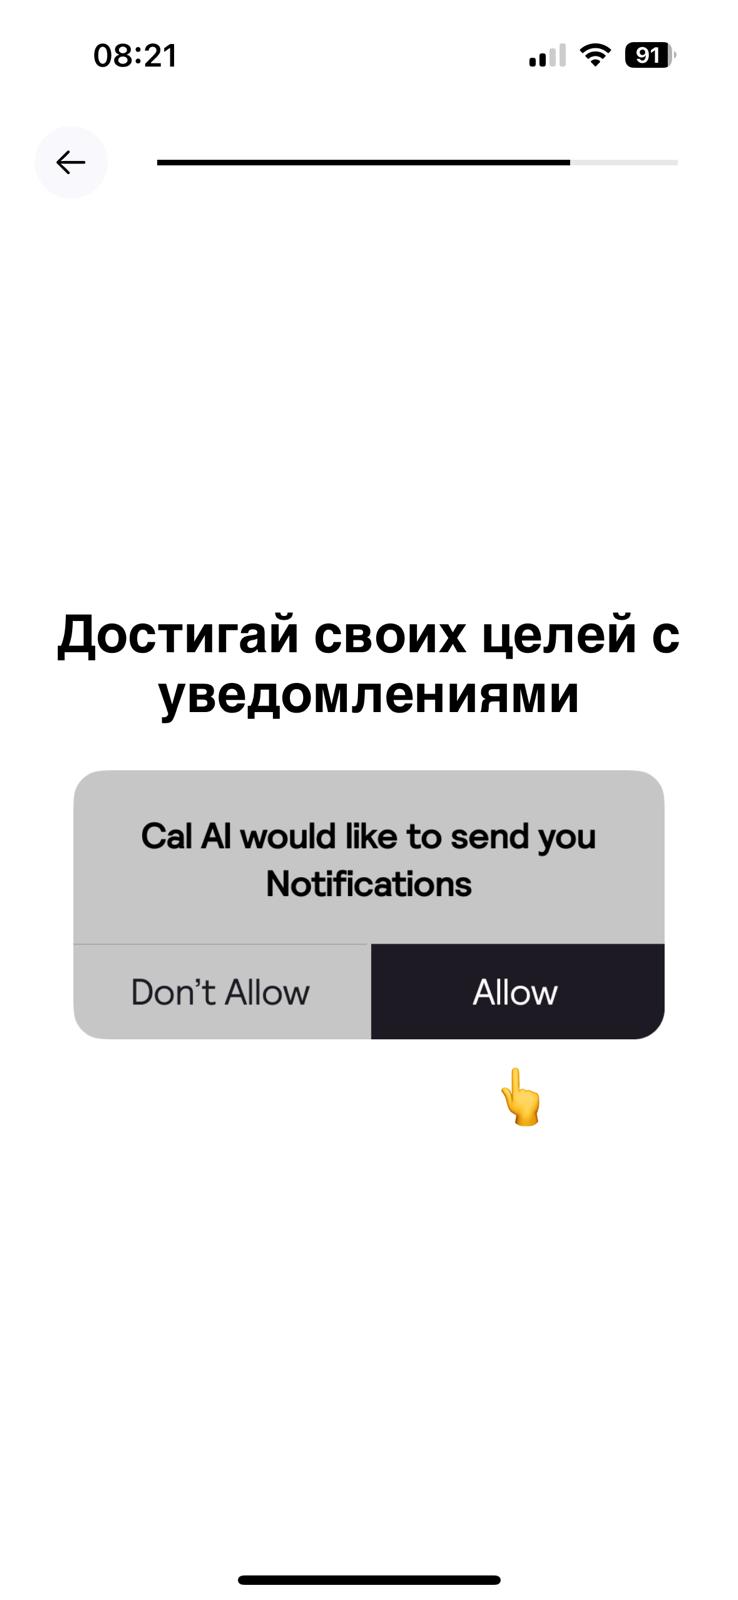 08:21
91
Достигай своих целей с
уведомлениями
Cal AI would like to send you
Notifications
Don’t Allow
Allow